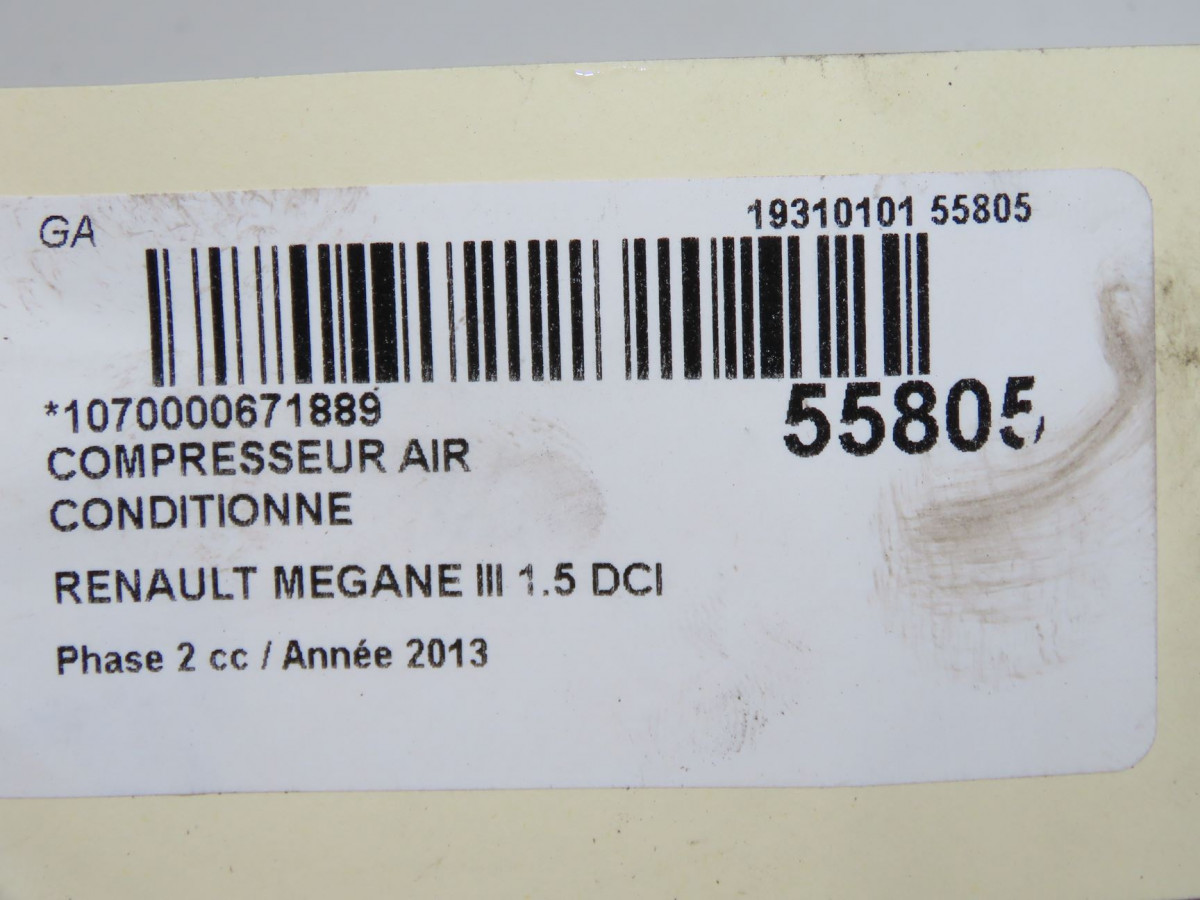 GA
19310101 55805
*1070000671889
55805
COMPRESSEUR AIR
CONDITIONNE
RENAULT MEGANE III 1.5 DCI
Phase 2 cc / Année 2013